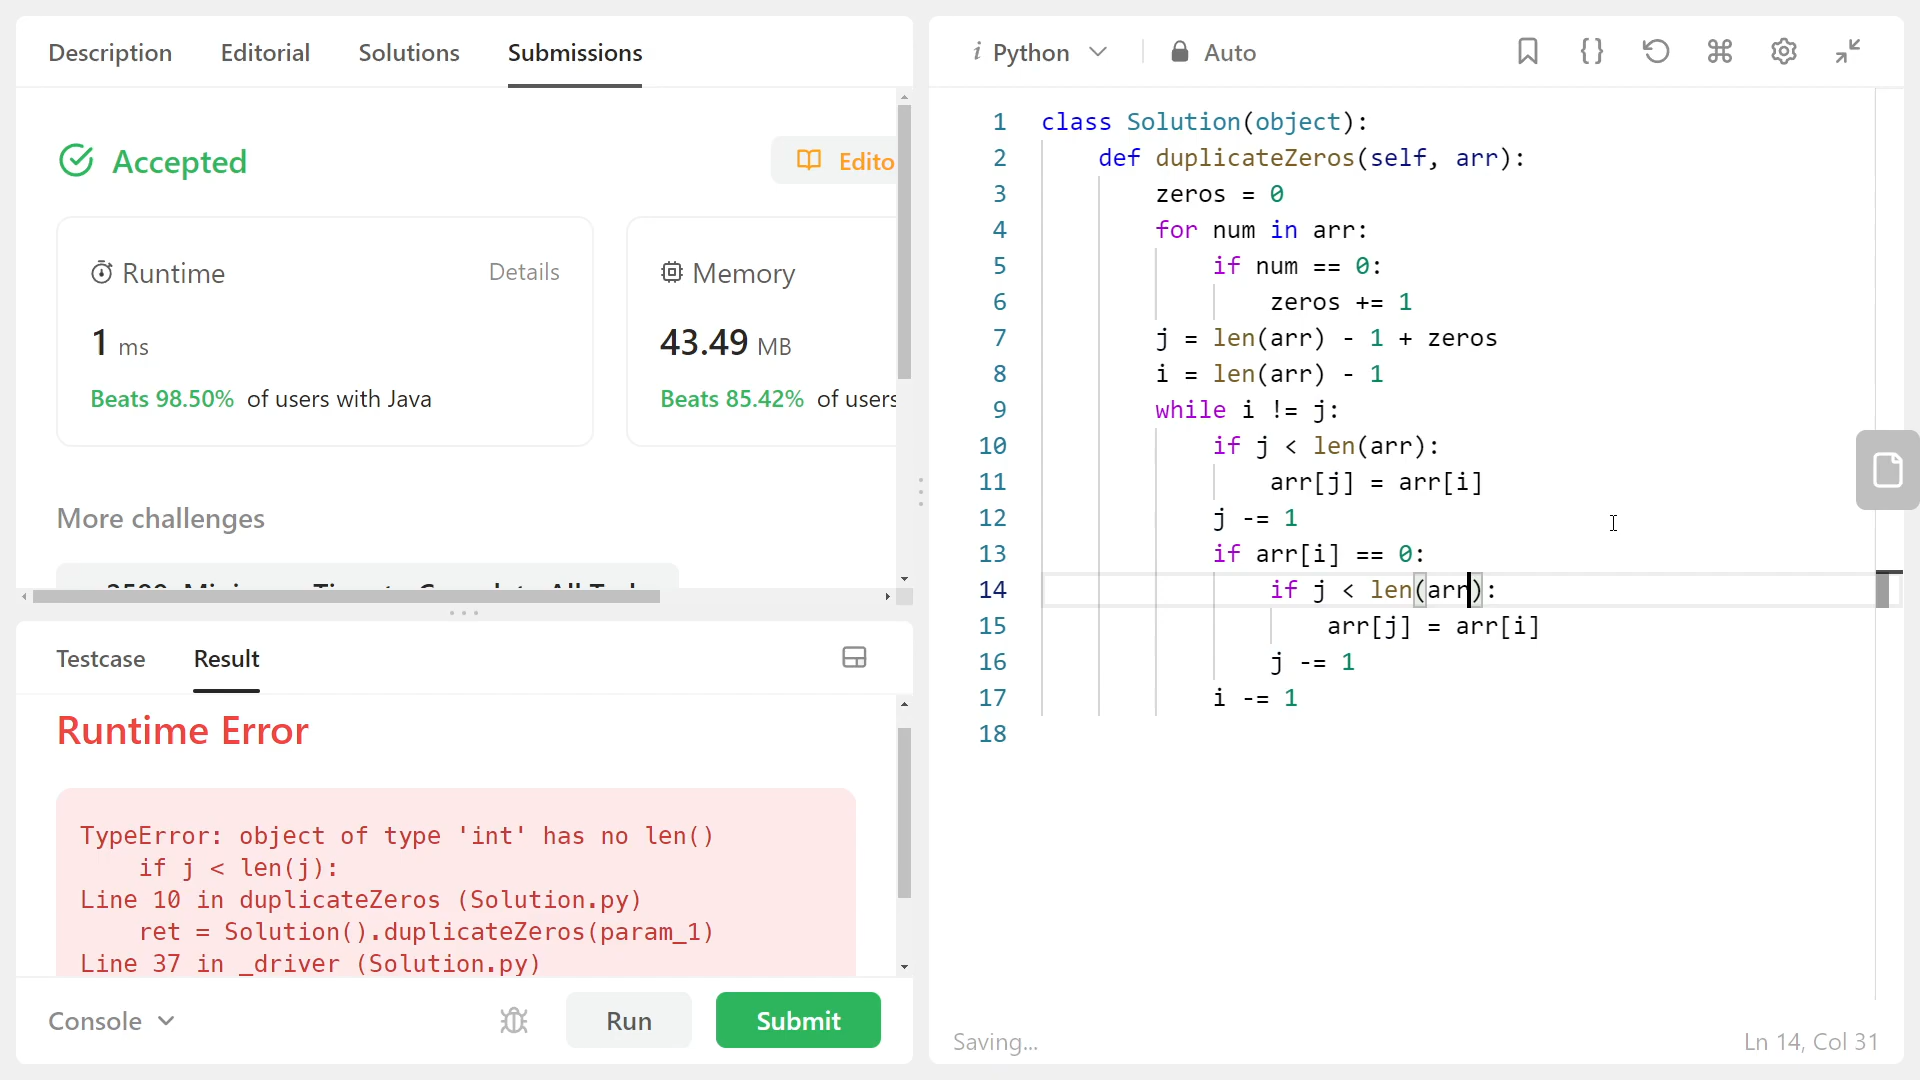 Description Editorial Solutions Submissions
Accepted
Edito
Runtime Details
1 ms
Beats 98.50% of users with Java
Memory
43.49 MB
Beats 85.42% of users
More challenges
Testcase Result
Runtime Error
TypeError: object of type 'int' has no len()
if j < len(j):
Line 10 in duplicateZeros (Solution.py)
ret = Solution().duplicateZeros(param_1)
Line 37 in _driver (Solution.py)
Console Run Submit
i Python Auto
1 class Solution(object):
2 def duplicateZeros(self, arr):
3 zeros = 0
4 for num in arr:
5 if num == 0:
6 zeros += 1
7 j = len(arr) - 1 + zeros
8 i = len(arr) - 1
9 while i != j:
10 if j < len(arr):
11 arr[j] = arr[i]
12 j -= 1
13 if arr[i] == 0:
14 if j < len(arr):
15 arr[j] = arr[i]
16 j -= 1
17 i -= 1
18
Saving... Ln 14, Col 31